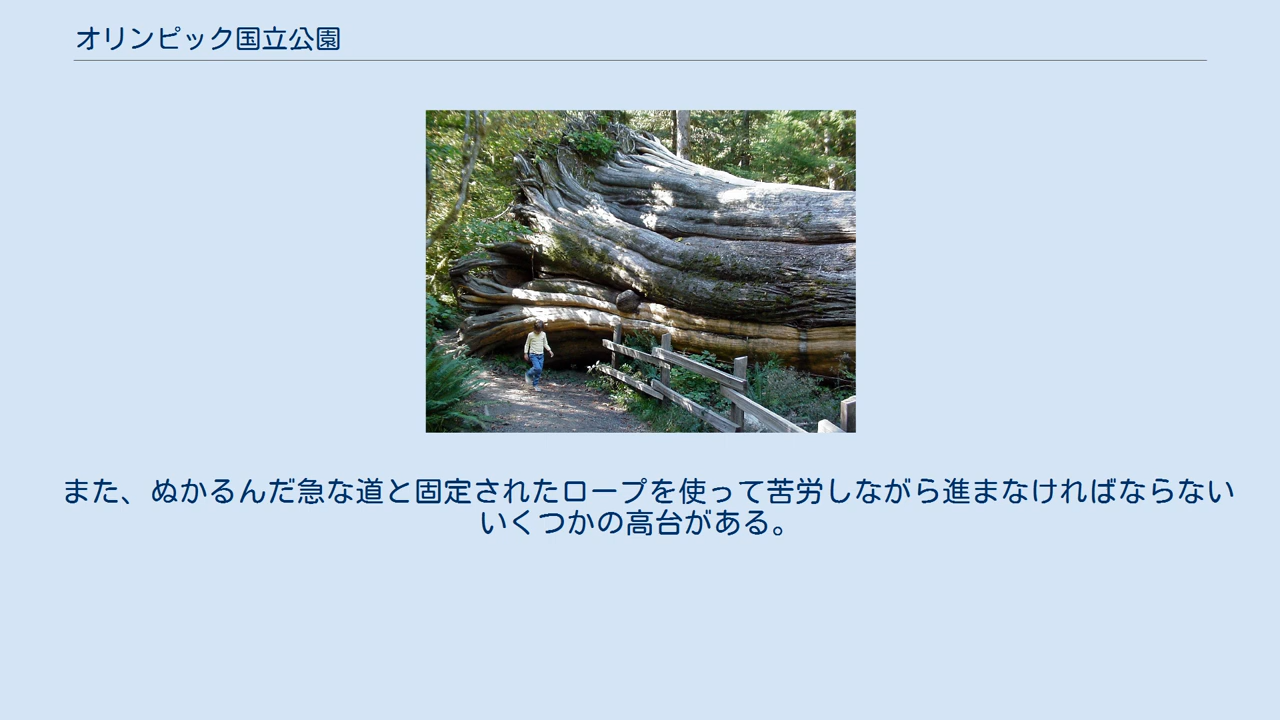 オリンピック国立公園
また、ぬかるんだ急な道と固定されたロープを使って苦労しながら進まなければならない
いくつかの高台がある。